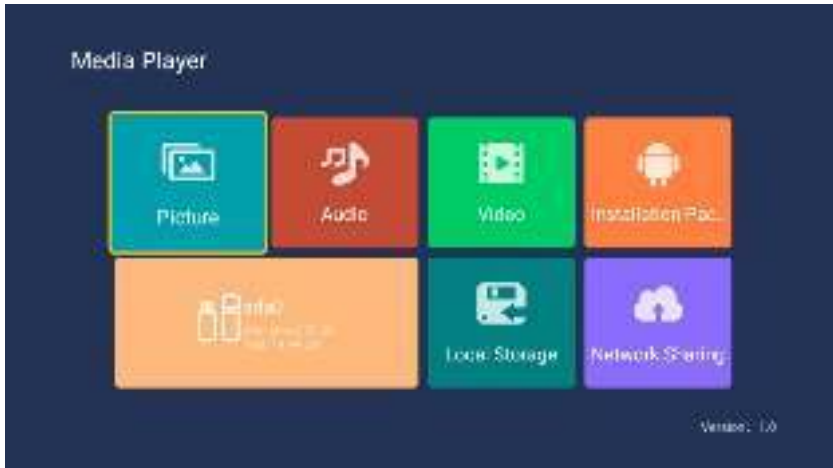 Media Player
Picture
Audio
Video
Installation Pac..
Local Storage
Network Sharing
Version: 1.0